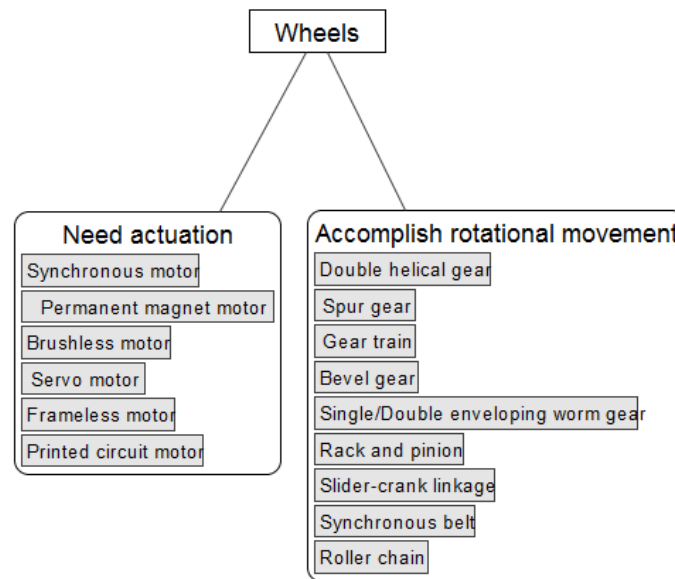 Wheels
Need actuation
Synchronous motor
Permanent magnet motor
Brushless motor
Servo motor
Frameless motor
Printed circuit motor
Accomplish rotational movement
Double helical gear
Spur gear
Gear train
Bevel gear
Single/Double enveloping worm gear
Rack and pinion
Slider-crank linkage
Synchronous belt
Roller chain